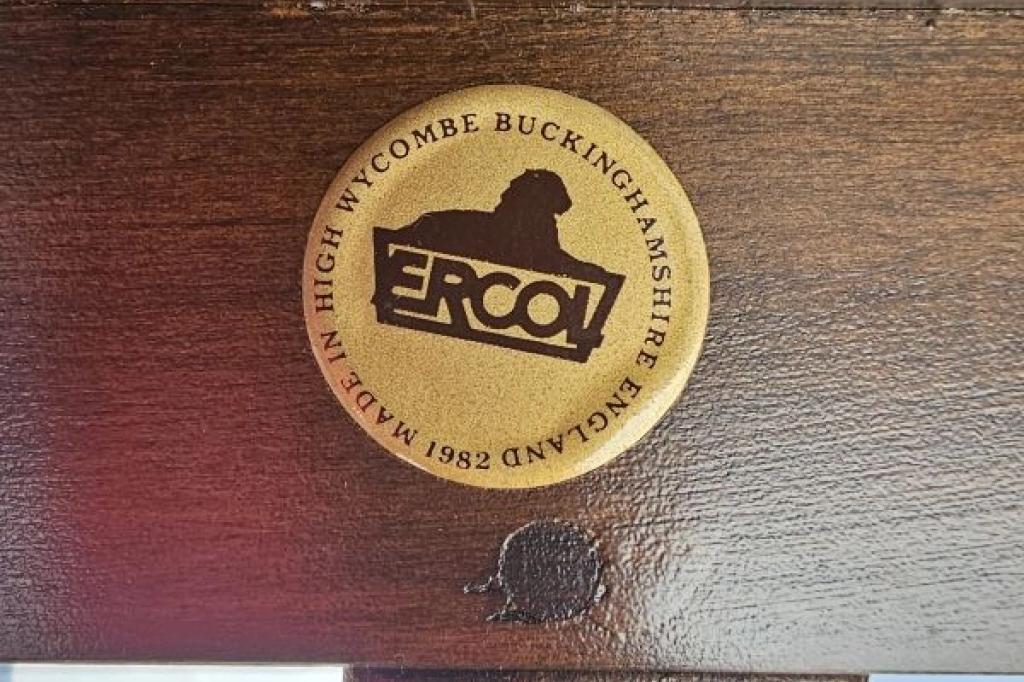 MADE IN HIGH WYCOMBE BUCKINGHAMSHIRE ENGLAND
ERCOL
1982